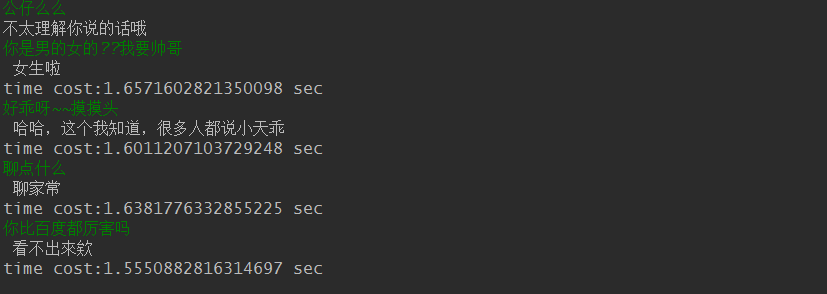 公仔么么
不太理解你说的话哦
你是男的女的??我要帅哥
女生啦
time cost:1.6571602821350098 sec
好乖呀~~摸摸头
哈哈，这个我知道，很多人都说小天乖
time cost:1.6011207103729248 sec
聊点什么
聊家常
time cost:1.6381776332855225 sec
你比百度都厉害吗
看不出來欸
time cost:1.5550882816314697 sec